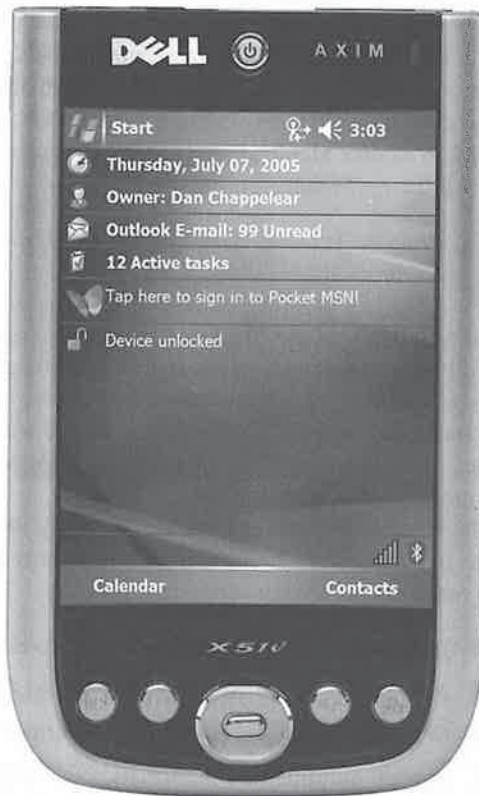 DELL AXIM
Start 3:03
Thursday, July 07, 2005
Owner: Dan Chappelear
Outlook E-mail: 99 Unread
12 Active tasks
Tap here to sign in to Pocket MSN!
Device unlocked
Calendar Contacts
X51v